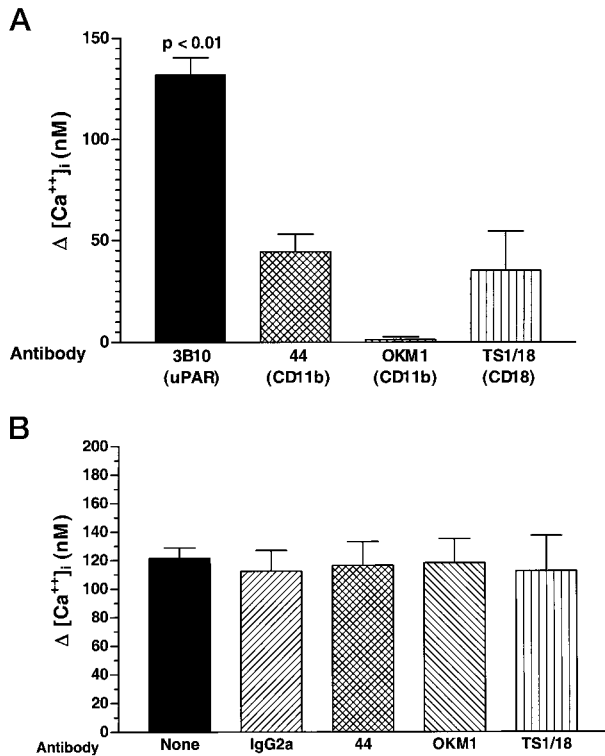 A
p < 0.01
150
100
50
0
Δ [Ca++]i (nM)
Antibody
3B10 44 OKM1 TS1/18
(uPAR) (CD11b) (CD11b) (CD18)
B
200
180
160
140
120
100
80
60
40
20
0
Δ [Ca++]i (nM)
Antibody None IgG2a 44 OKM1 TS1/18